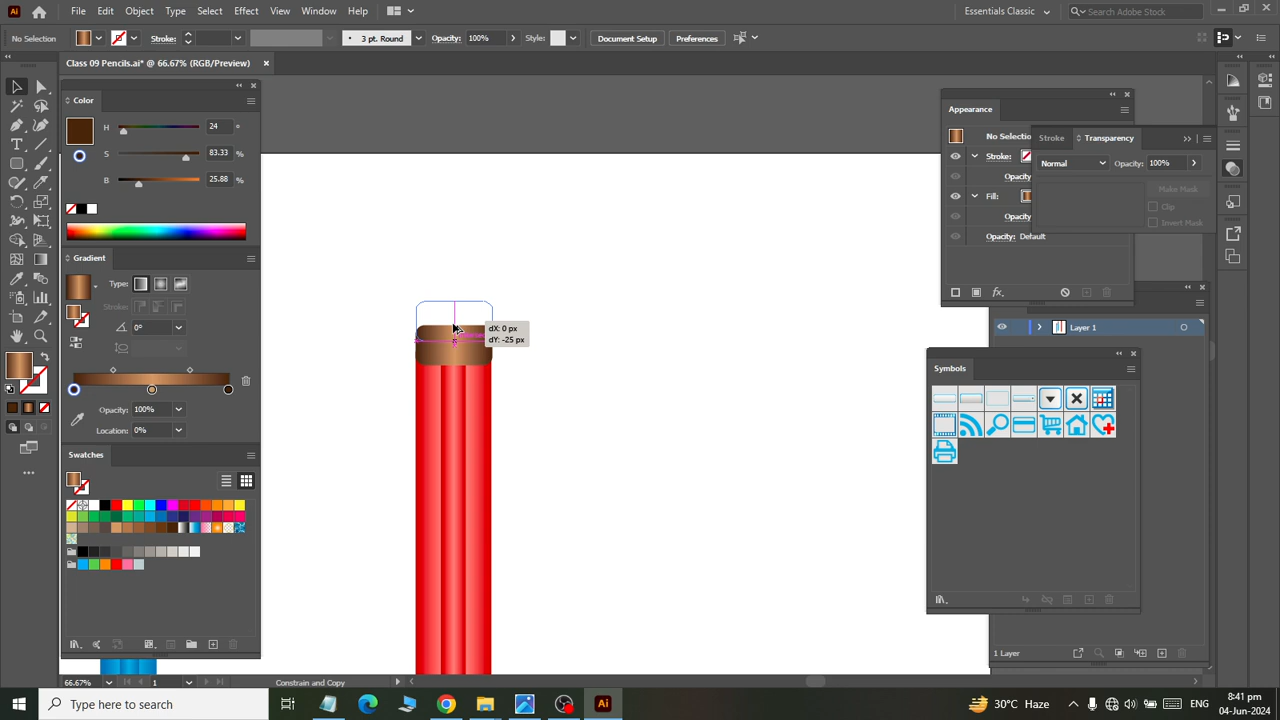 Ai File Edit Object Type Select Effect View Window Help Essentials Classic Search Adobe Stock
No Selection Stroke: 3 pt. Round Opacity: 100% Style: Document Setup Preferences
Class 09 Pencils.ai* @ 66.67% (RGB/Preview) ×
Color
H 24 °
S 83.33 %
B 25.88 %
Gradient
Type:
Stroke:
0°
Opacity: 100%
Location: 0%
Swatches
dX: 0 px
dY: -25 px
Appearance
No Selection
Stroke:
Opacity
Fill:
Opacity
Opacity: Default
Stroke Transparency
Normal Opacity: 100%
Make Mask
Clip
Invert Mask
Layer 1
Symbols
1 Layer
66.67% 1 Constrain and Copy
Type here to search Ai 30°C Haze ENG 8:41 pm
04-Jun-2024